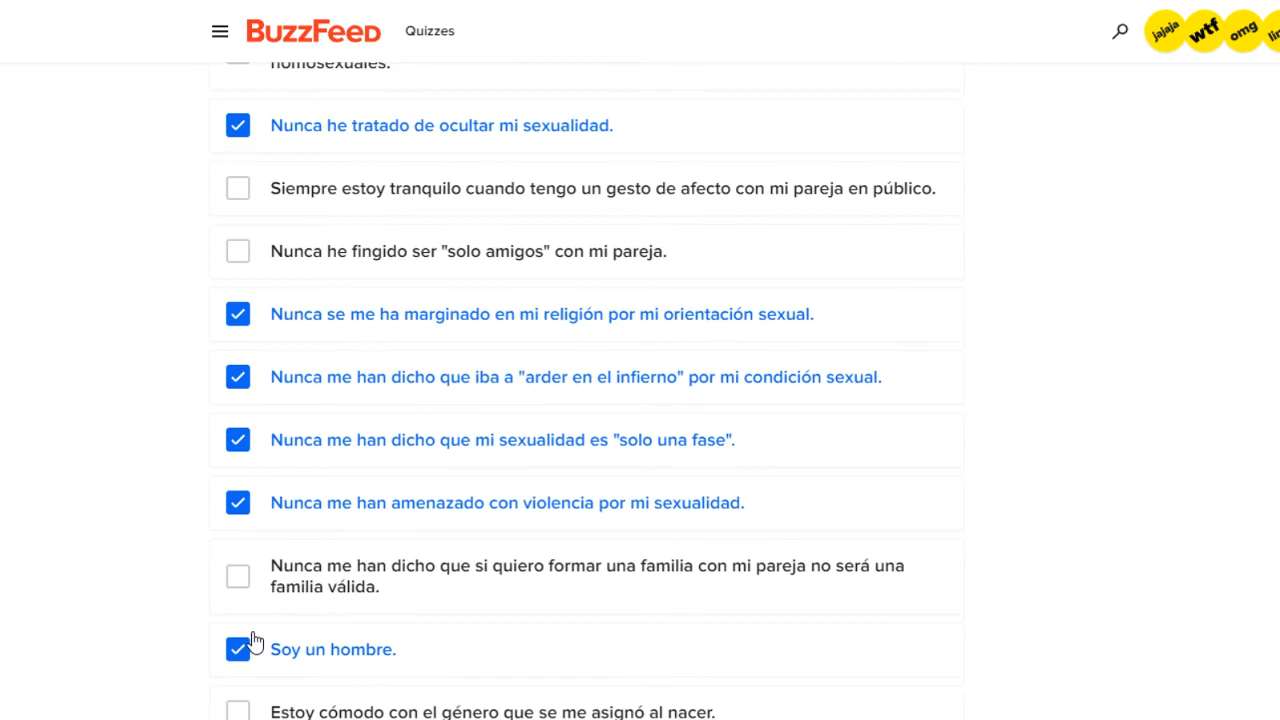 BuzzFeed Quizzes jajaja wtf omg
homosexuales.
Nunca he tratado de ocultar mi sexualidad.
Siempre estoy tranquilo cuando tengo un gesto de afecto con mi pareja en público.
Nunca he fingido ser "solo amigos" con mi pareja.
Nunca se me ha marginado en mi religión por mi orientación sexual.
Nunca me han dicho que iba a "arder en el infierno" por mi condición sexual.
Nunca me han dicho que mi sexualidad es "solo una fase".
Nunca me han amenazado con violencia por mi sexualidad.
Nunca me han dicho que si quiero formar una familia con mi pareja no será una
familia válida.
Soy un hombre.
Estoy cómodo con el género que se me asignó al nacer.